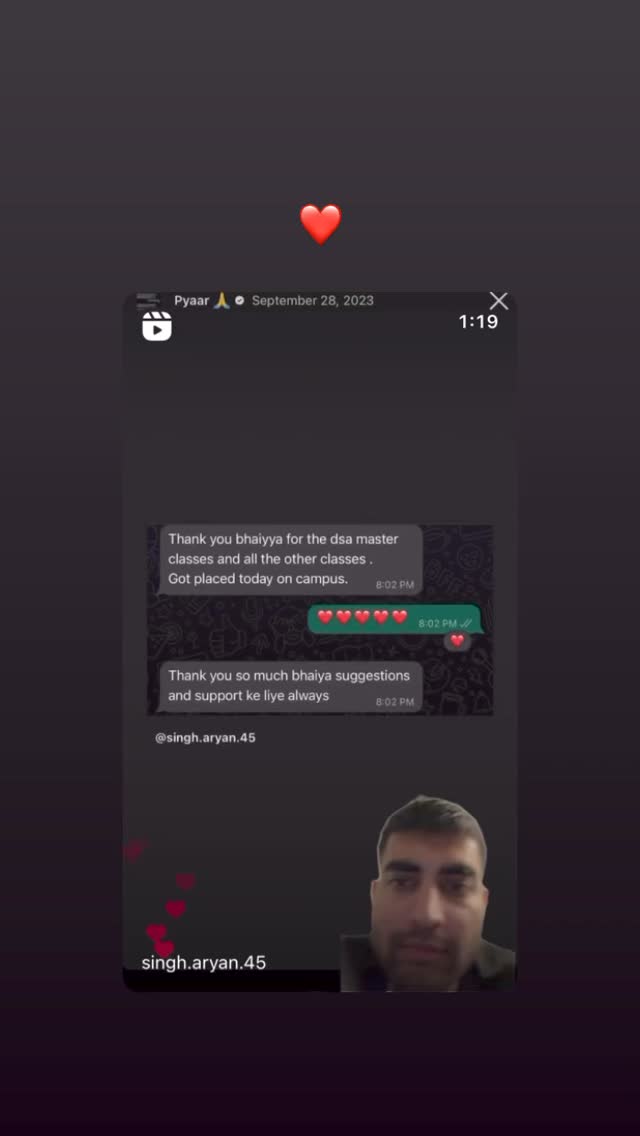 ❤️
Pyaar 🙏 September 28, 2023
1:19
Thank you bhaiyya for the dsa master
classes and all the other classes .
Got placed today on campus. 8:02 PM
❤️❤️❤️❤️❤️ 8:02 PM
❤️
Thank you so much bhaiya suggestions
and support ke liye always 8:02 PM
@singh.aryan.45
singh.aryan.45